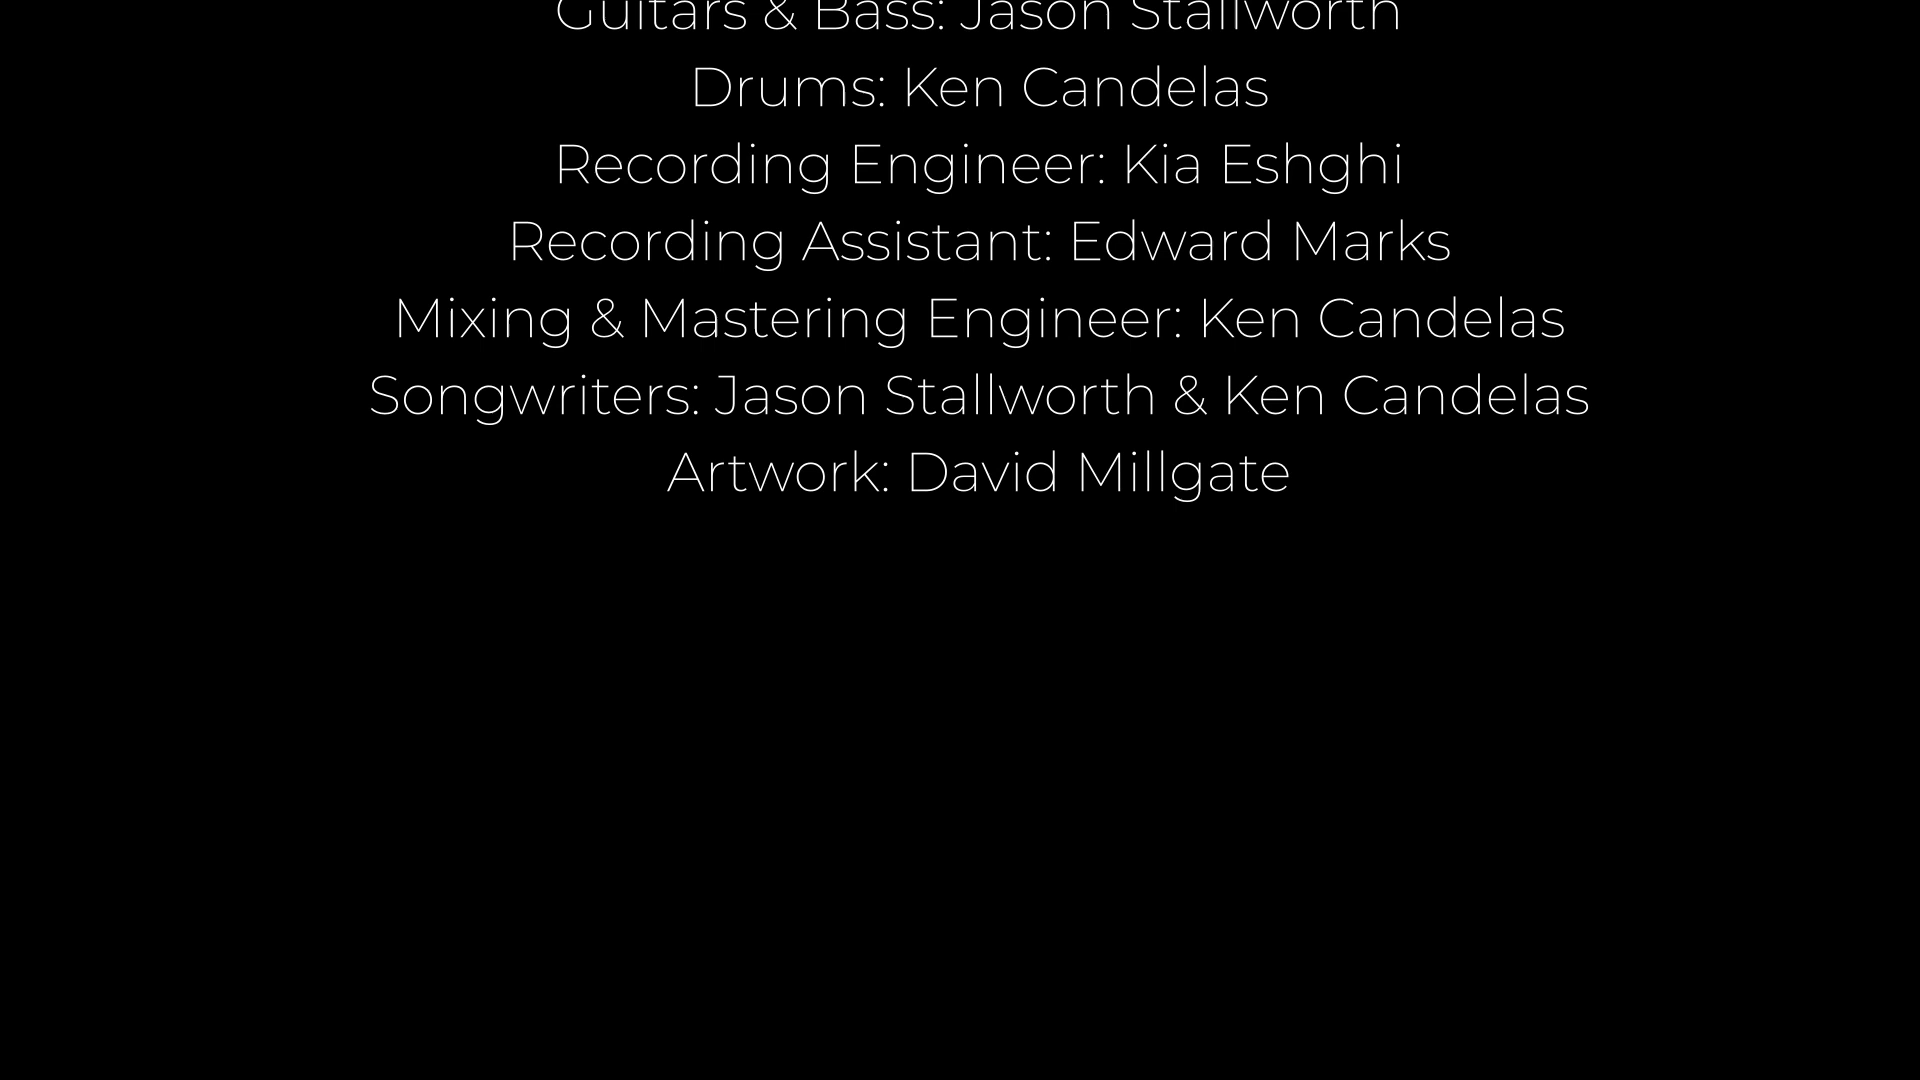 Guitars & Bass: Jason Stallworth
Drums: Ken Candelas
Recording Engineer: Kia Eshghi
Recording Assistant: Edward Marks
Mixing & Mastering Engineer: Ken Candelas
Songwriters: Jason Stallworth & Ken Candelas
Artwork: David Millgate